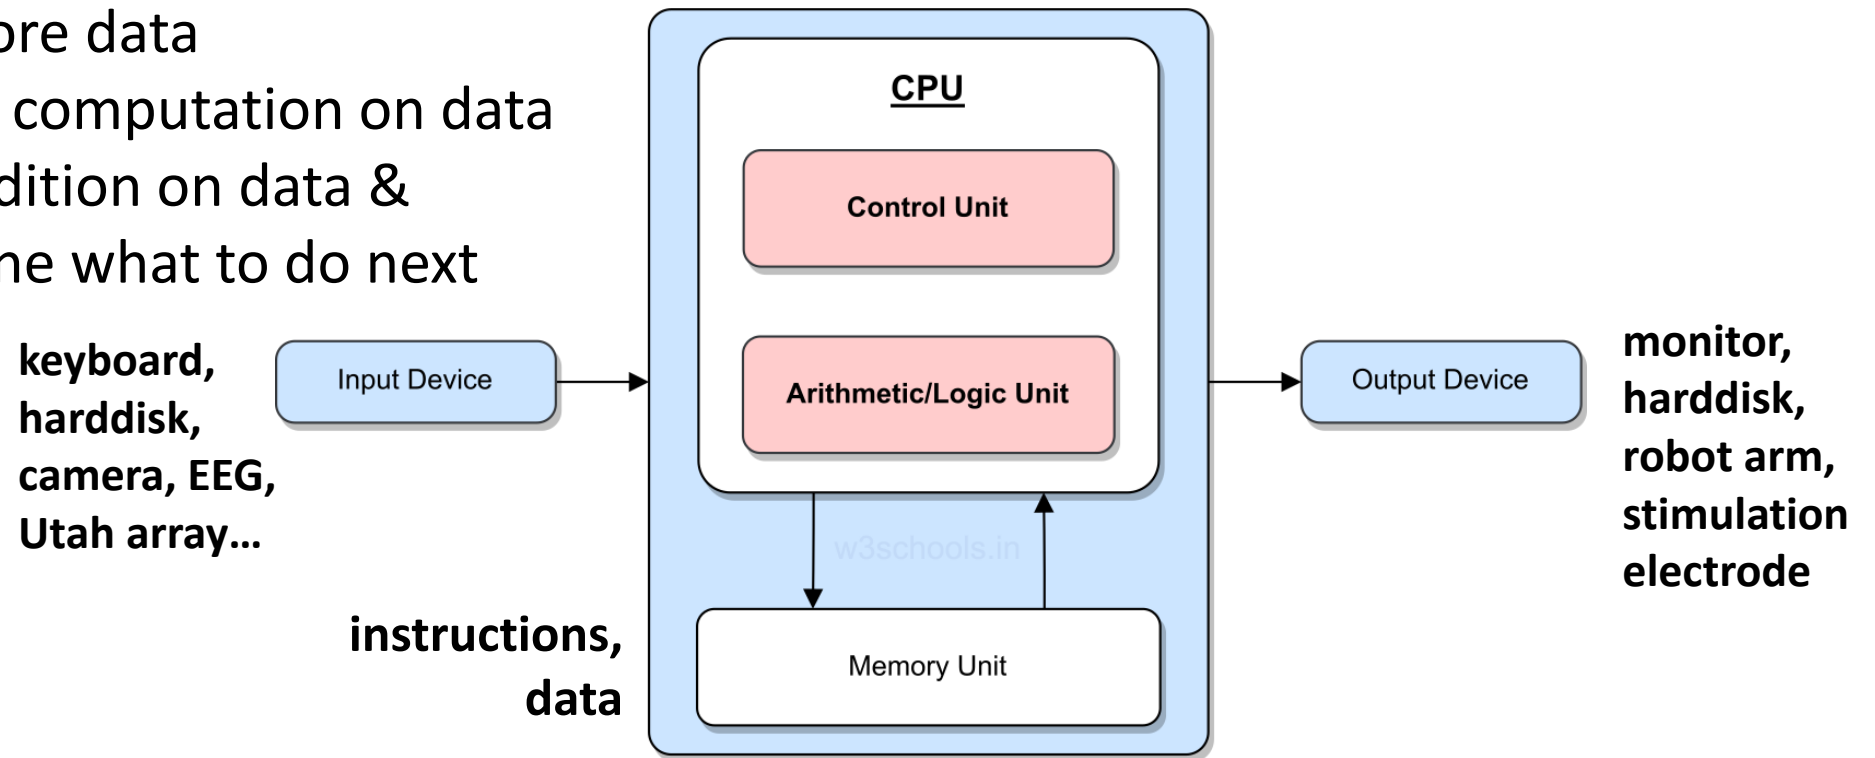 ore data
computation on data
dition on data &
ne what to do next
keyboard,
harddisk,
camera, EEG,
Utah array...
Input Device
CPU
Control Unit
Arithmetic/Logic Unit
w3schools.in
Memory Unit
instructions,
data
Output Device
monitor,
harddisk,
robot arm,
stimulation
electrode